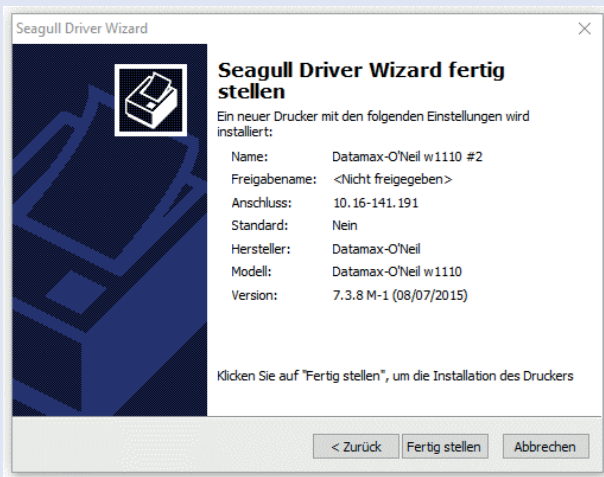 Seagull Driver Wizard
Seagull Driver Wizard fertig
stellen
Ein neuer Drucker mit den folgenden Einstellungen wird
installiert:
Name: Datamax-O'Neil w1110 #2
Freigabename: <Nicht freigegeben>
Anschluss: 10.16-141.191
Standard: Nein
Hersteller: Datamax-O'Neil
Modell: Datamax-O'Neil w1110
Version: 7.3.8 M-1 (08/07/2015)
Klicken Sie auf "Fertig stellen", um die Installation des Druckers
< Zurück Fertig stellen Abbrechen